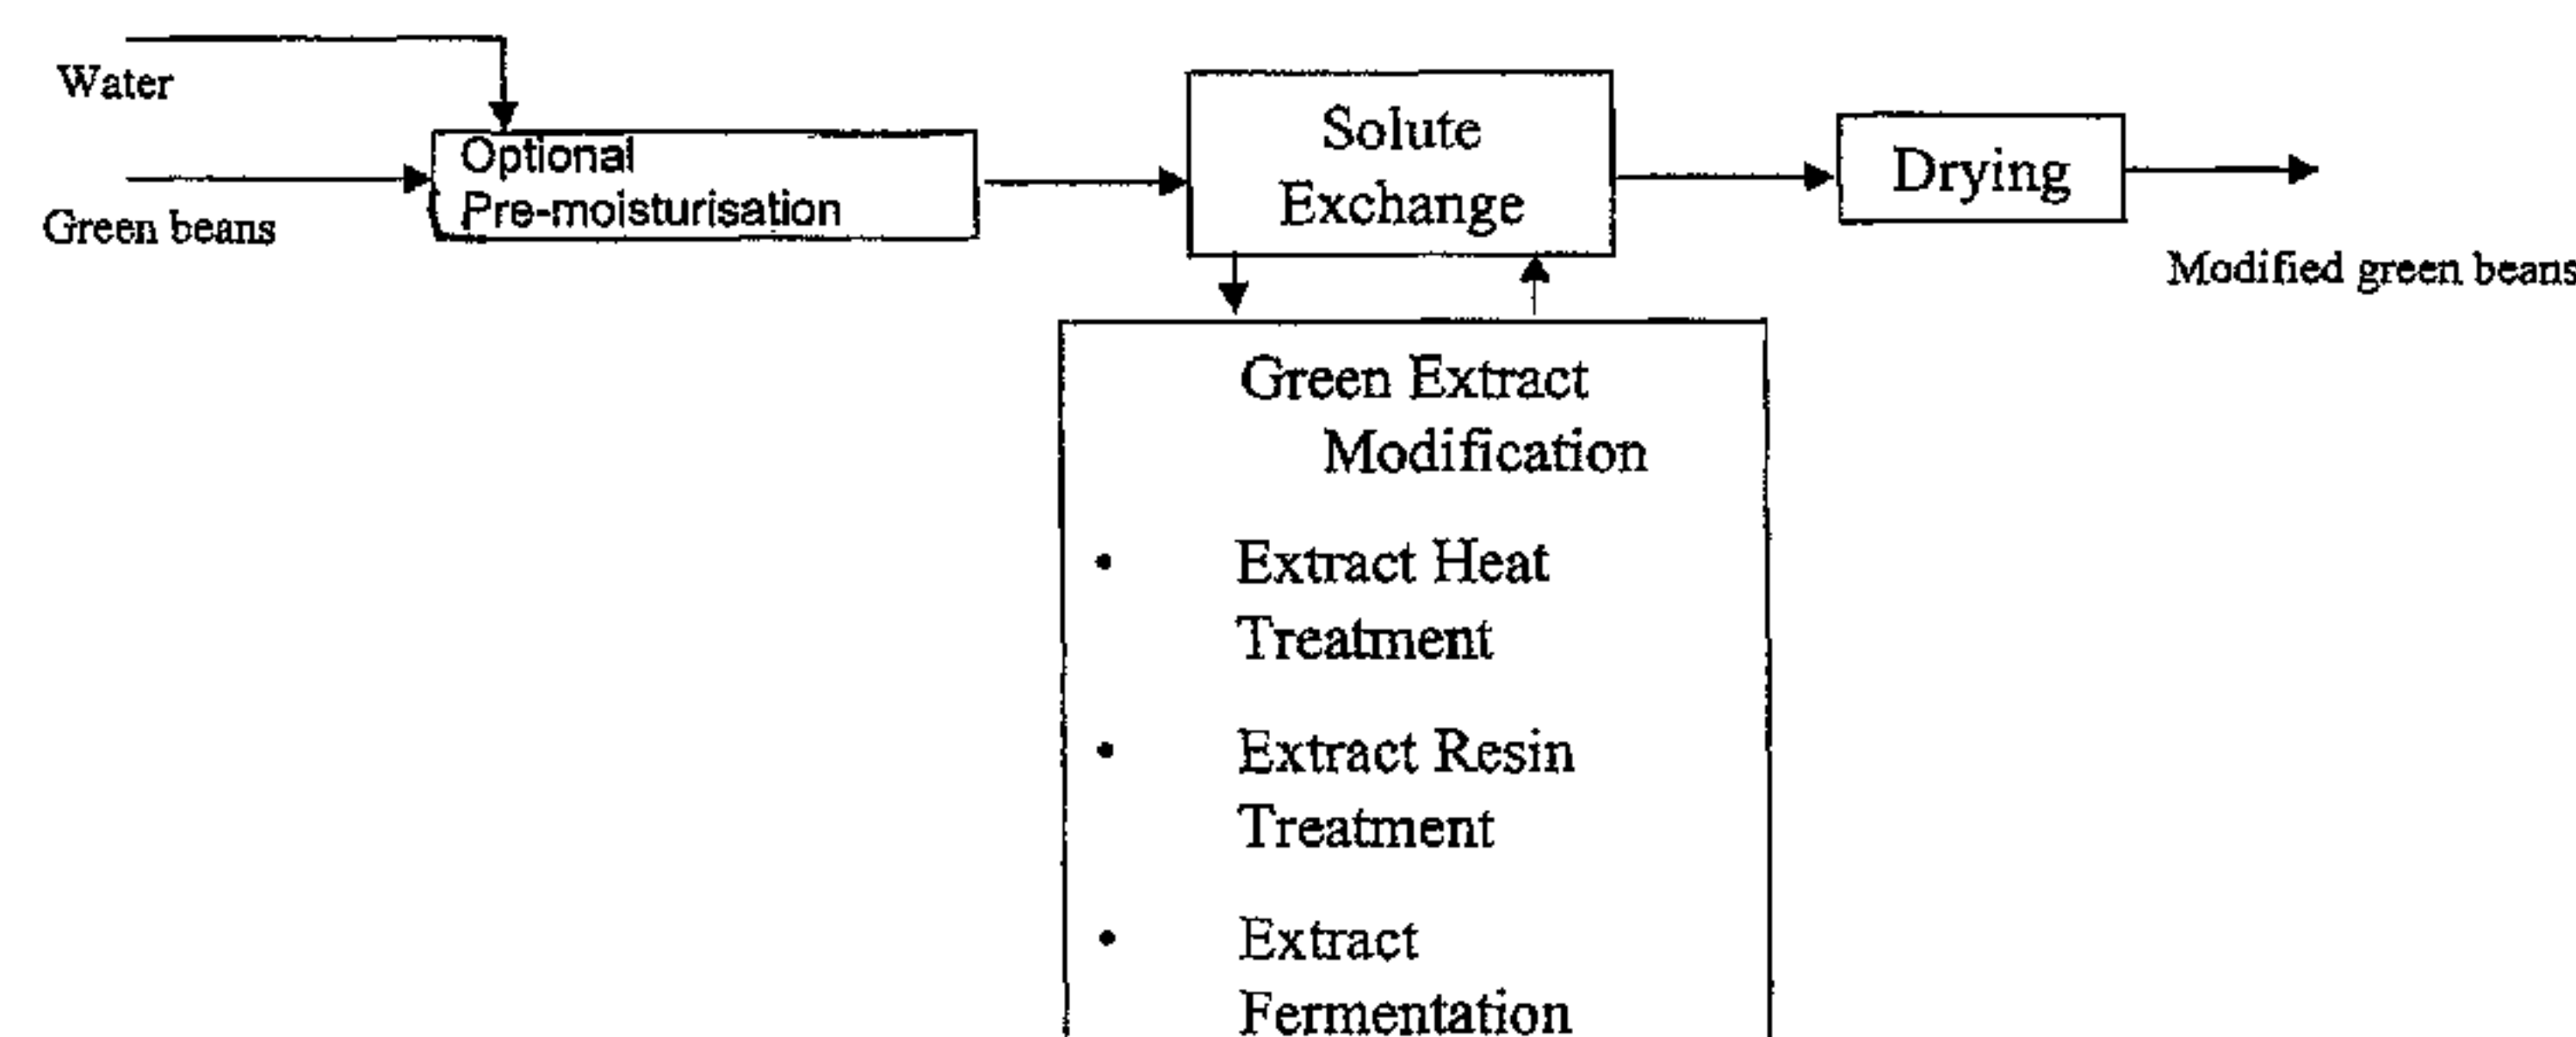 Water
Green beans
Optional
Pre-moisturisation
Solute
Exchange
Drying
Modified green beans
Green Extract
Modification
• Extract Heat
Treatment
• Extract Resin
Treatment
• Extract
Fermentation